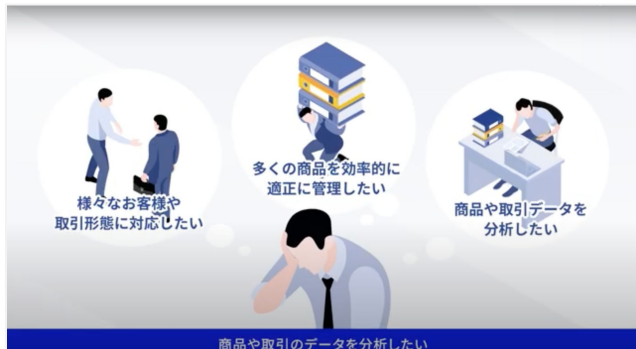 多くの商品を効率的に
適正に管理したい
様々なお客様や
取引形態に対応したい
商品や取引データを
分析したい
商品や取引のデータを分析したい